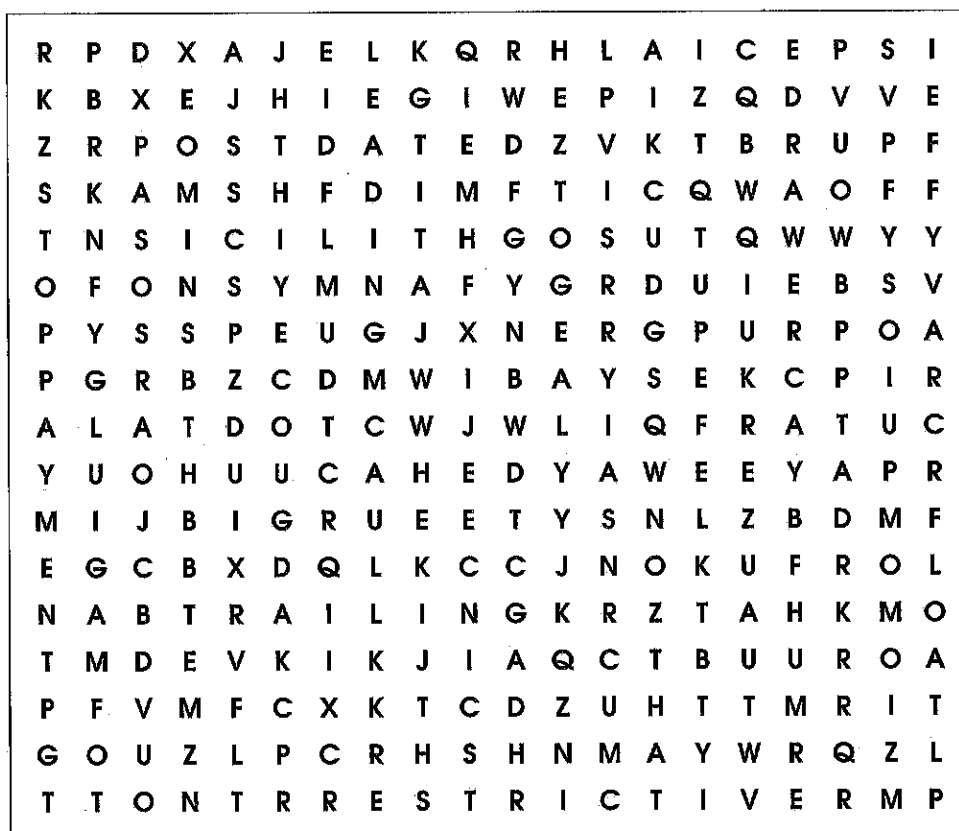 R P D X A J E L K Q R H L A I C E P S I
K B X E J H I E G I W E P I Z Q D V V E
Z R P O S T D A T E D Z V K T B R U P F
S K A M S H F D I M F T I C Q W A O F F
T N S I C I L I T H G O S U T Q W W Y Y
O F O N S Y M N A F Y G R D U I E B S V
P Y S S P E U G J X N E R G P U R P O A
P G R B Z C D M W I B A Y S E K C P I R
A L A T D O T C W J W L I Q F R A T U C
Y U O H U U C A H E D Y A W E E Y A P R
M I J B I G R U E E T Y S N L Z B D M F
E G C B X D Q L K C C J N O K U F R O L
N A B T R A I L I N G K R Z T A H K M O
T M D E V K I K J I A Q C T B U U R O A
P F V M F C X K T C D Z U H T T M R I T
G O U Z L P C R H S H N M A Y W R Q Z L
T T O N T R R E S T R I C T I V E R M P